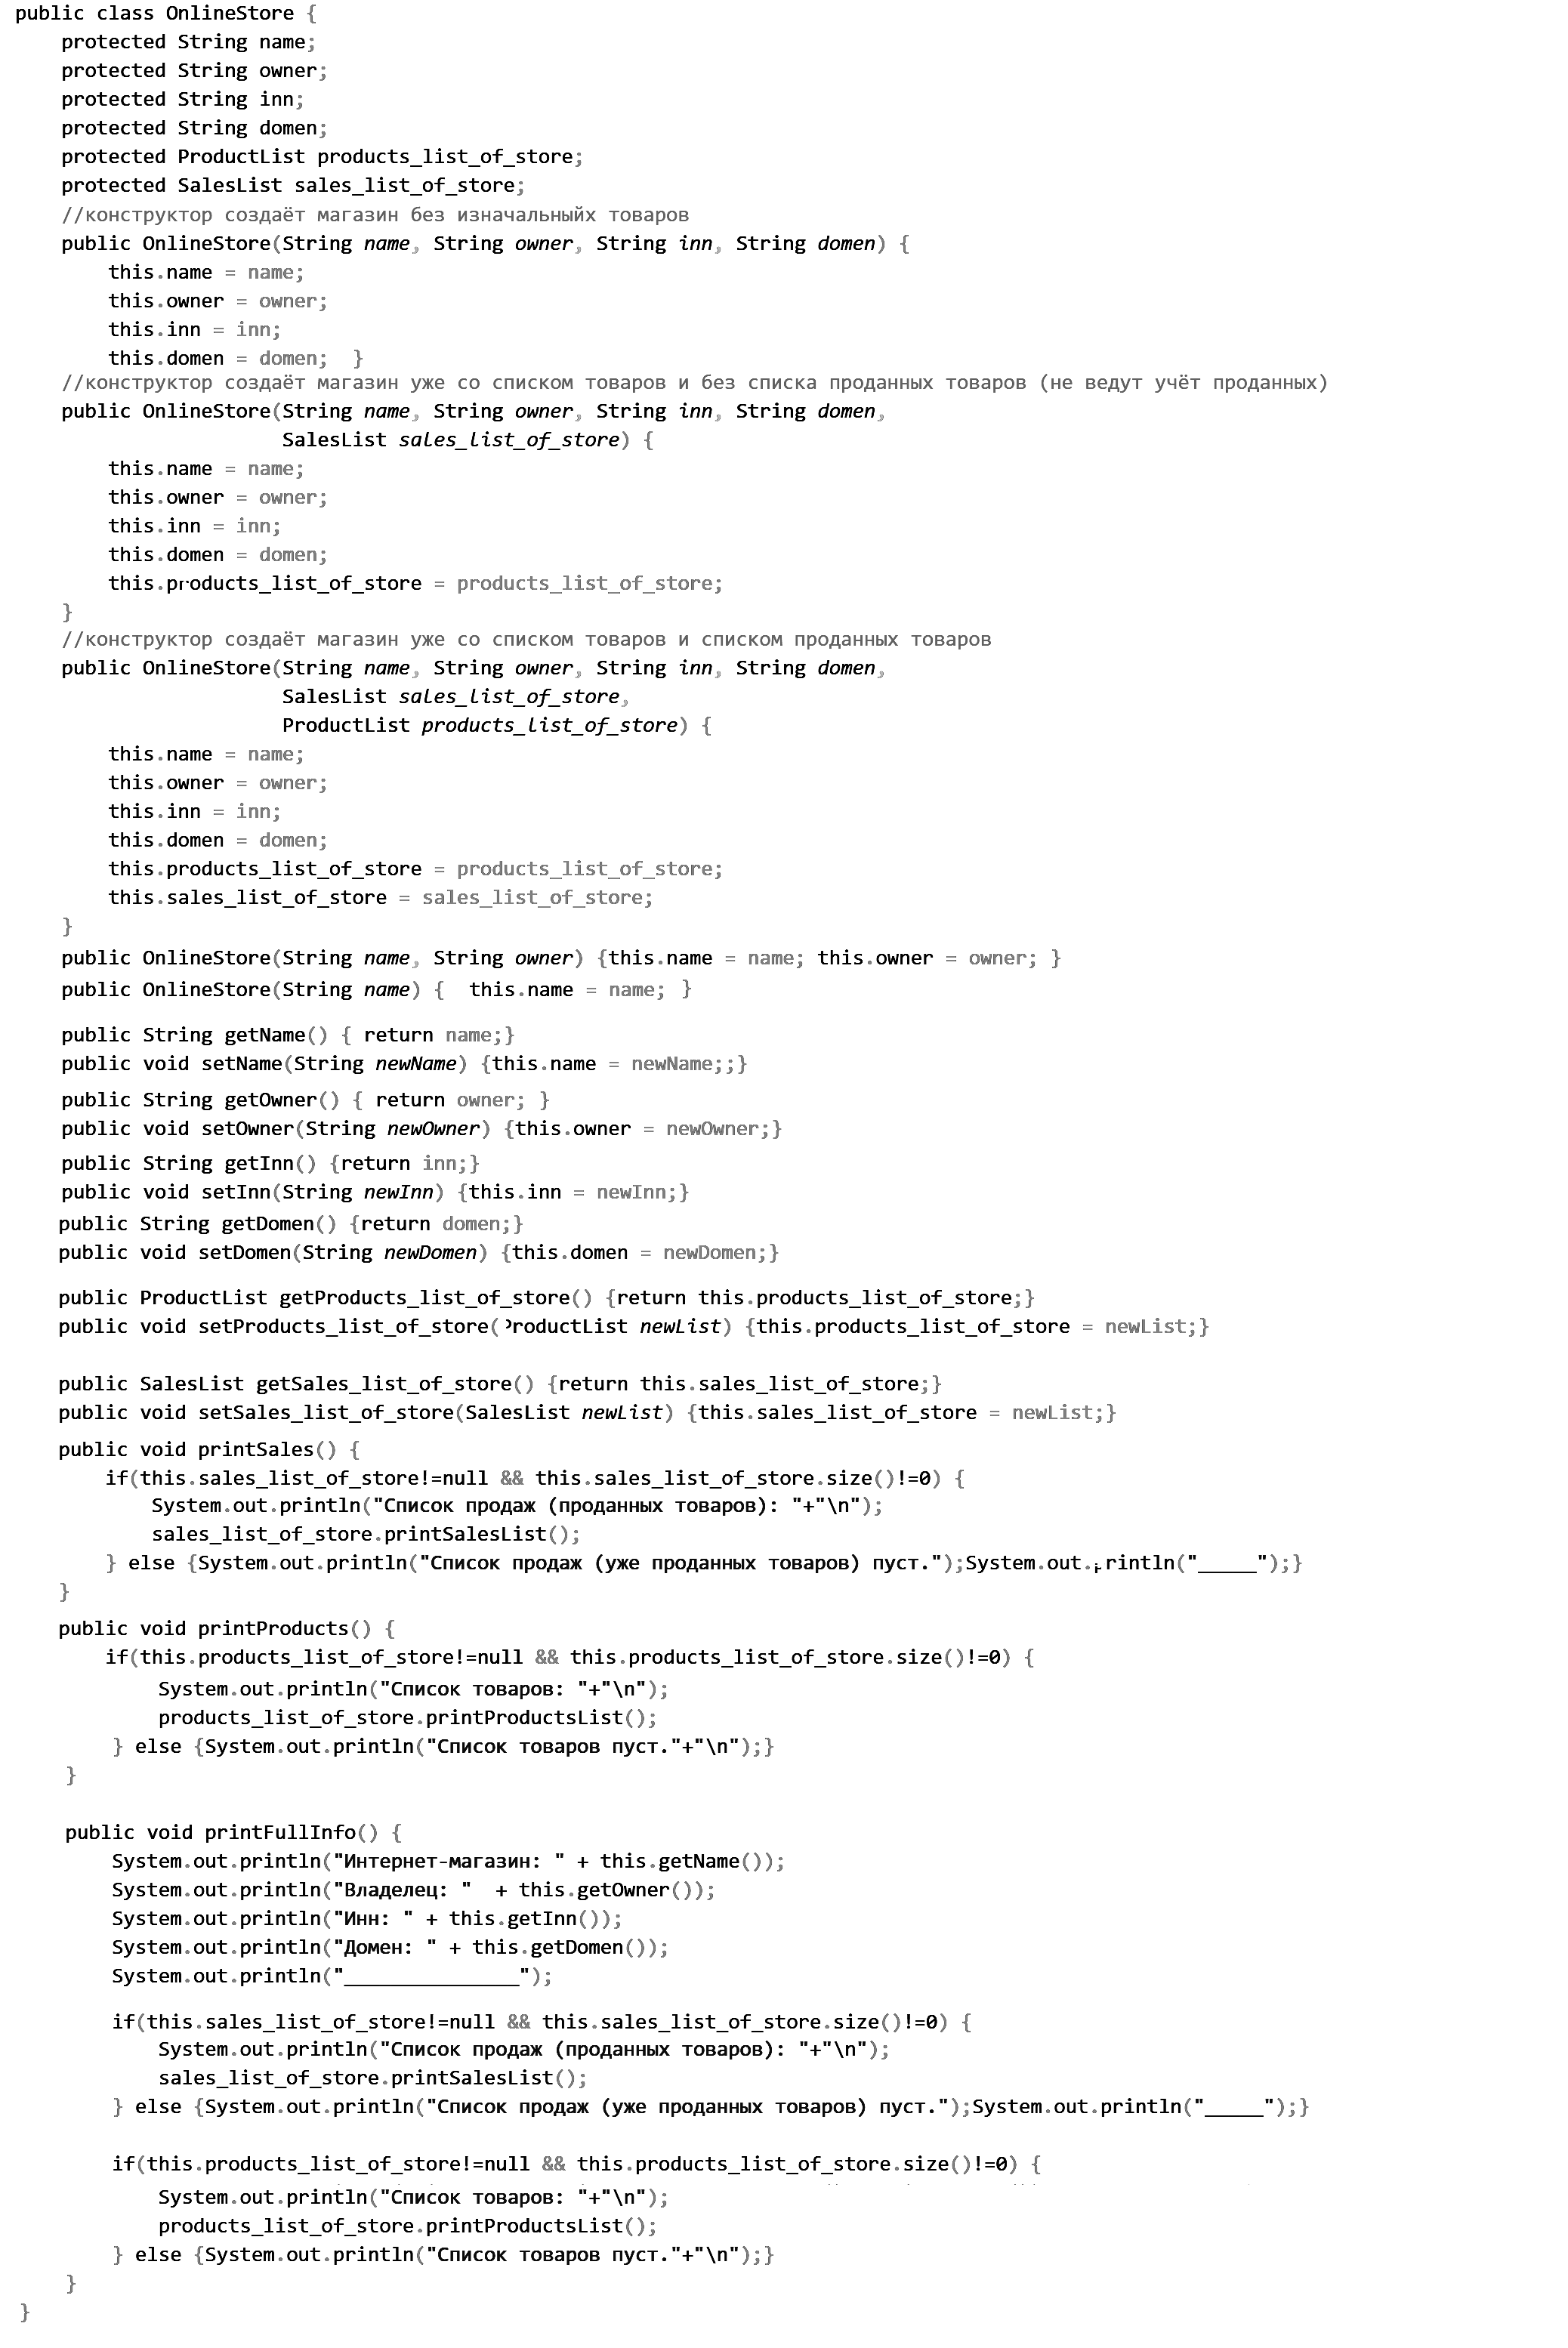 public class OnlineStore {
protected String name;
protected String owner;
protected String inn;
protected String domen;
protected ProductList products_list_of_store;
protected SalesList sales_list_of_store;
//конструктор создаёт магазин без изначальныйх товаров
public OnlineStore(String name, String owner, String inn, String domen) {
this.name = name;
this.owner = owner;
this.inn = inn;
this.domen = domen;  }
//конструктор создаёт магазин уже со списком товаров и без списка проданных товаров (не ведут учёт проданных)
public OnlineStore(String name, String owner, String inn, String domen,
SalesList sales_list_of_store) {
this.name = name;
this.owner = owner;
this.inn = inn;
this.domen = domen;
this.products_list_of_store = products_list_of_store;
}
//конструктор создаёт магазин уже со списком товаров и списком проданных товаров
public OnlineStore(String name, String owner, String inn, String domen,
SalesList sales_list_of_store,
ProductList products_list_of_store) {
this.name = name;
this.owner = owner;
this.inn = inn;
this.domen = domen;
this.products_list_of_store = products_list_of_store;
this.sales_list_of_store = sales_list_of_store;
}
public OnlineStore(String name, String owner) {this.name = name; this.owner = owner; }
public OnlineStore(String name) {  this.name = name; }
public String getName() { return name;}
public void setName(String newName) {this.name = newName;;}
public String getOwner() { return owner; }
public void setOwner(String newOwner) {this.owner = newOwner;}
public String getInn() {return inn;}
public void setInn(String newInn) {this.inn = newInn;}
public String getDomen() {return domen;}
public void setDomen(String newDomen) {this.domen = newDomen;}
public ProductList getProducts_list_of_store() {return this.products_list_of_store;}
public void setProducts_list_of_store(ProductList newList) {this.products_list_of_store = newList;}
public SalesList getSales_list_of_store() {return this.sales_list_of_store;}
public void setSales_list_of_store(SalesList newList) {this.sales_list_of_store = newList;}
public void printSales() {
if(this.sales_list_of_store!=null && this.sales_list_of_store.size()!=0) {
System.out.println("Список продаж (проданных товаров): "+"\n");
sales_list_of_store.printSalesList();
} else {System.out.println("Список продаж (уже проданных товаров) пуст.");System.out.println("_____");}
}
public void printProducts() {
if(this.products_list_of_store!=null && this.products_list_of_store.size()!=0) {
System.out.println("Список товаров: "+"\n");
products_list_of_store.printProductsList();
} else {System.out.println("Список товаров пуст."+"\n");}
}
public void printFullInfo() {
System.out.println("Интернет-магазин: " + this.getName());
System.out.println("Владелец: "  + this.getOwner());
System.out.println("Инн: " + this.getInn());
System.out.println("Домен: " + this.getDomen());
System.out.println("_______________");
if(this.sales_list_of_store!=null && this.sales_list_of_store.size()!=0) {
System.out.println("Список продаж (проданных товаров): "+"\n");
sales_list_of_store.printSalesList();
} else {System.out.println("Список продаж (уже проданных товаров) пуст.");System.out.println("_____");}
if(this.products_list_of_store!=null && this.products_list_of_store.size()!=0) {
System.out.println("Список товаров: "+"\n");
products_list_of_store.printProductsList();
} else {System.out.println("Список товаров пуст."+"\n");}
}
}